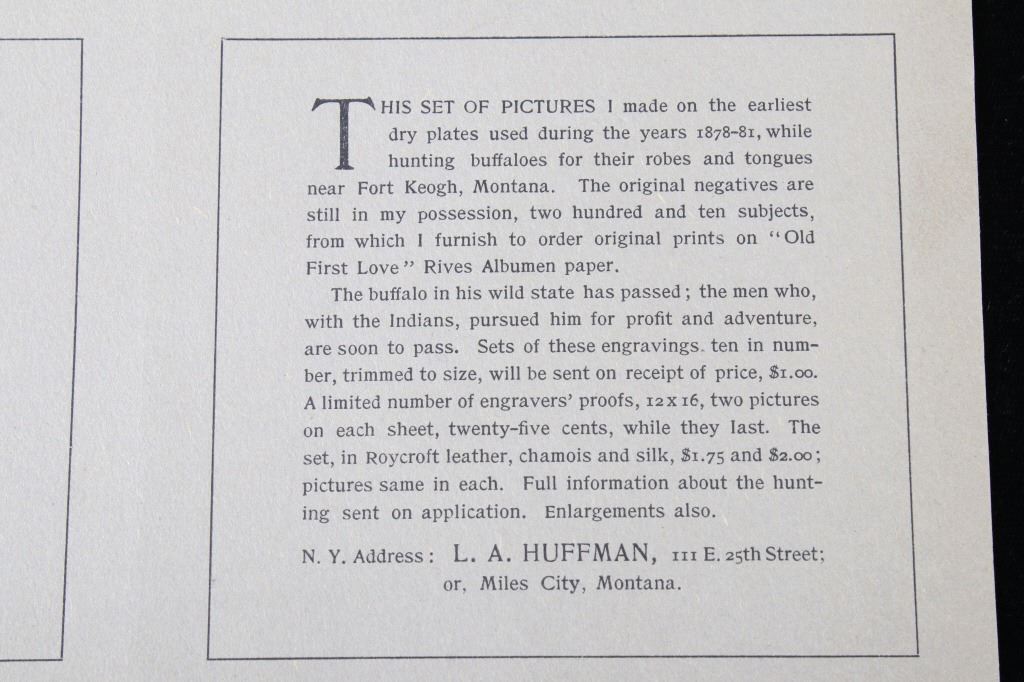 THIS SET OF PICTURES I made on the earliest
dry plates used during the years 1878-81, while
hunting buffaloes for their robes and tongues
near Fort Keogh, Montana. The original negatives are
still in my possession, two hundred and ten subjects,
from which I furnish to order original prints on "Old
First Love" Rives Albumen paper.
The buffalo in his wild state has passed; the men who,
with the Indians, pursued him for profit and adventure,
are soon to pass. Sets of these engravings. ten in num-
ber, trimmed to size, will be sent on receipt of price, $1.00.
A limited number of engravers' proofs, 12 x 16, two pictures
on each sheet, twenty-five cents, while they last. The
set, in Roycroft leather, chamois and silk, $1.75 and $2.00;
pictures same in each. Full information about the hunt-
ing sent on application. Enlargements also.
N. Y. Address: L. A. HUFFMAN, 111 E. 25th Street;
or, Miles City, Montana.